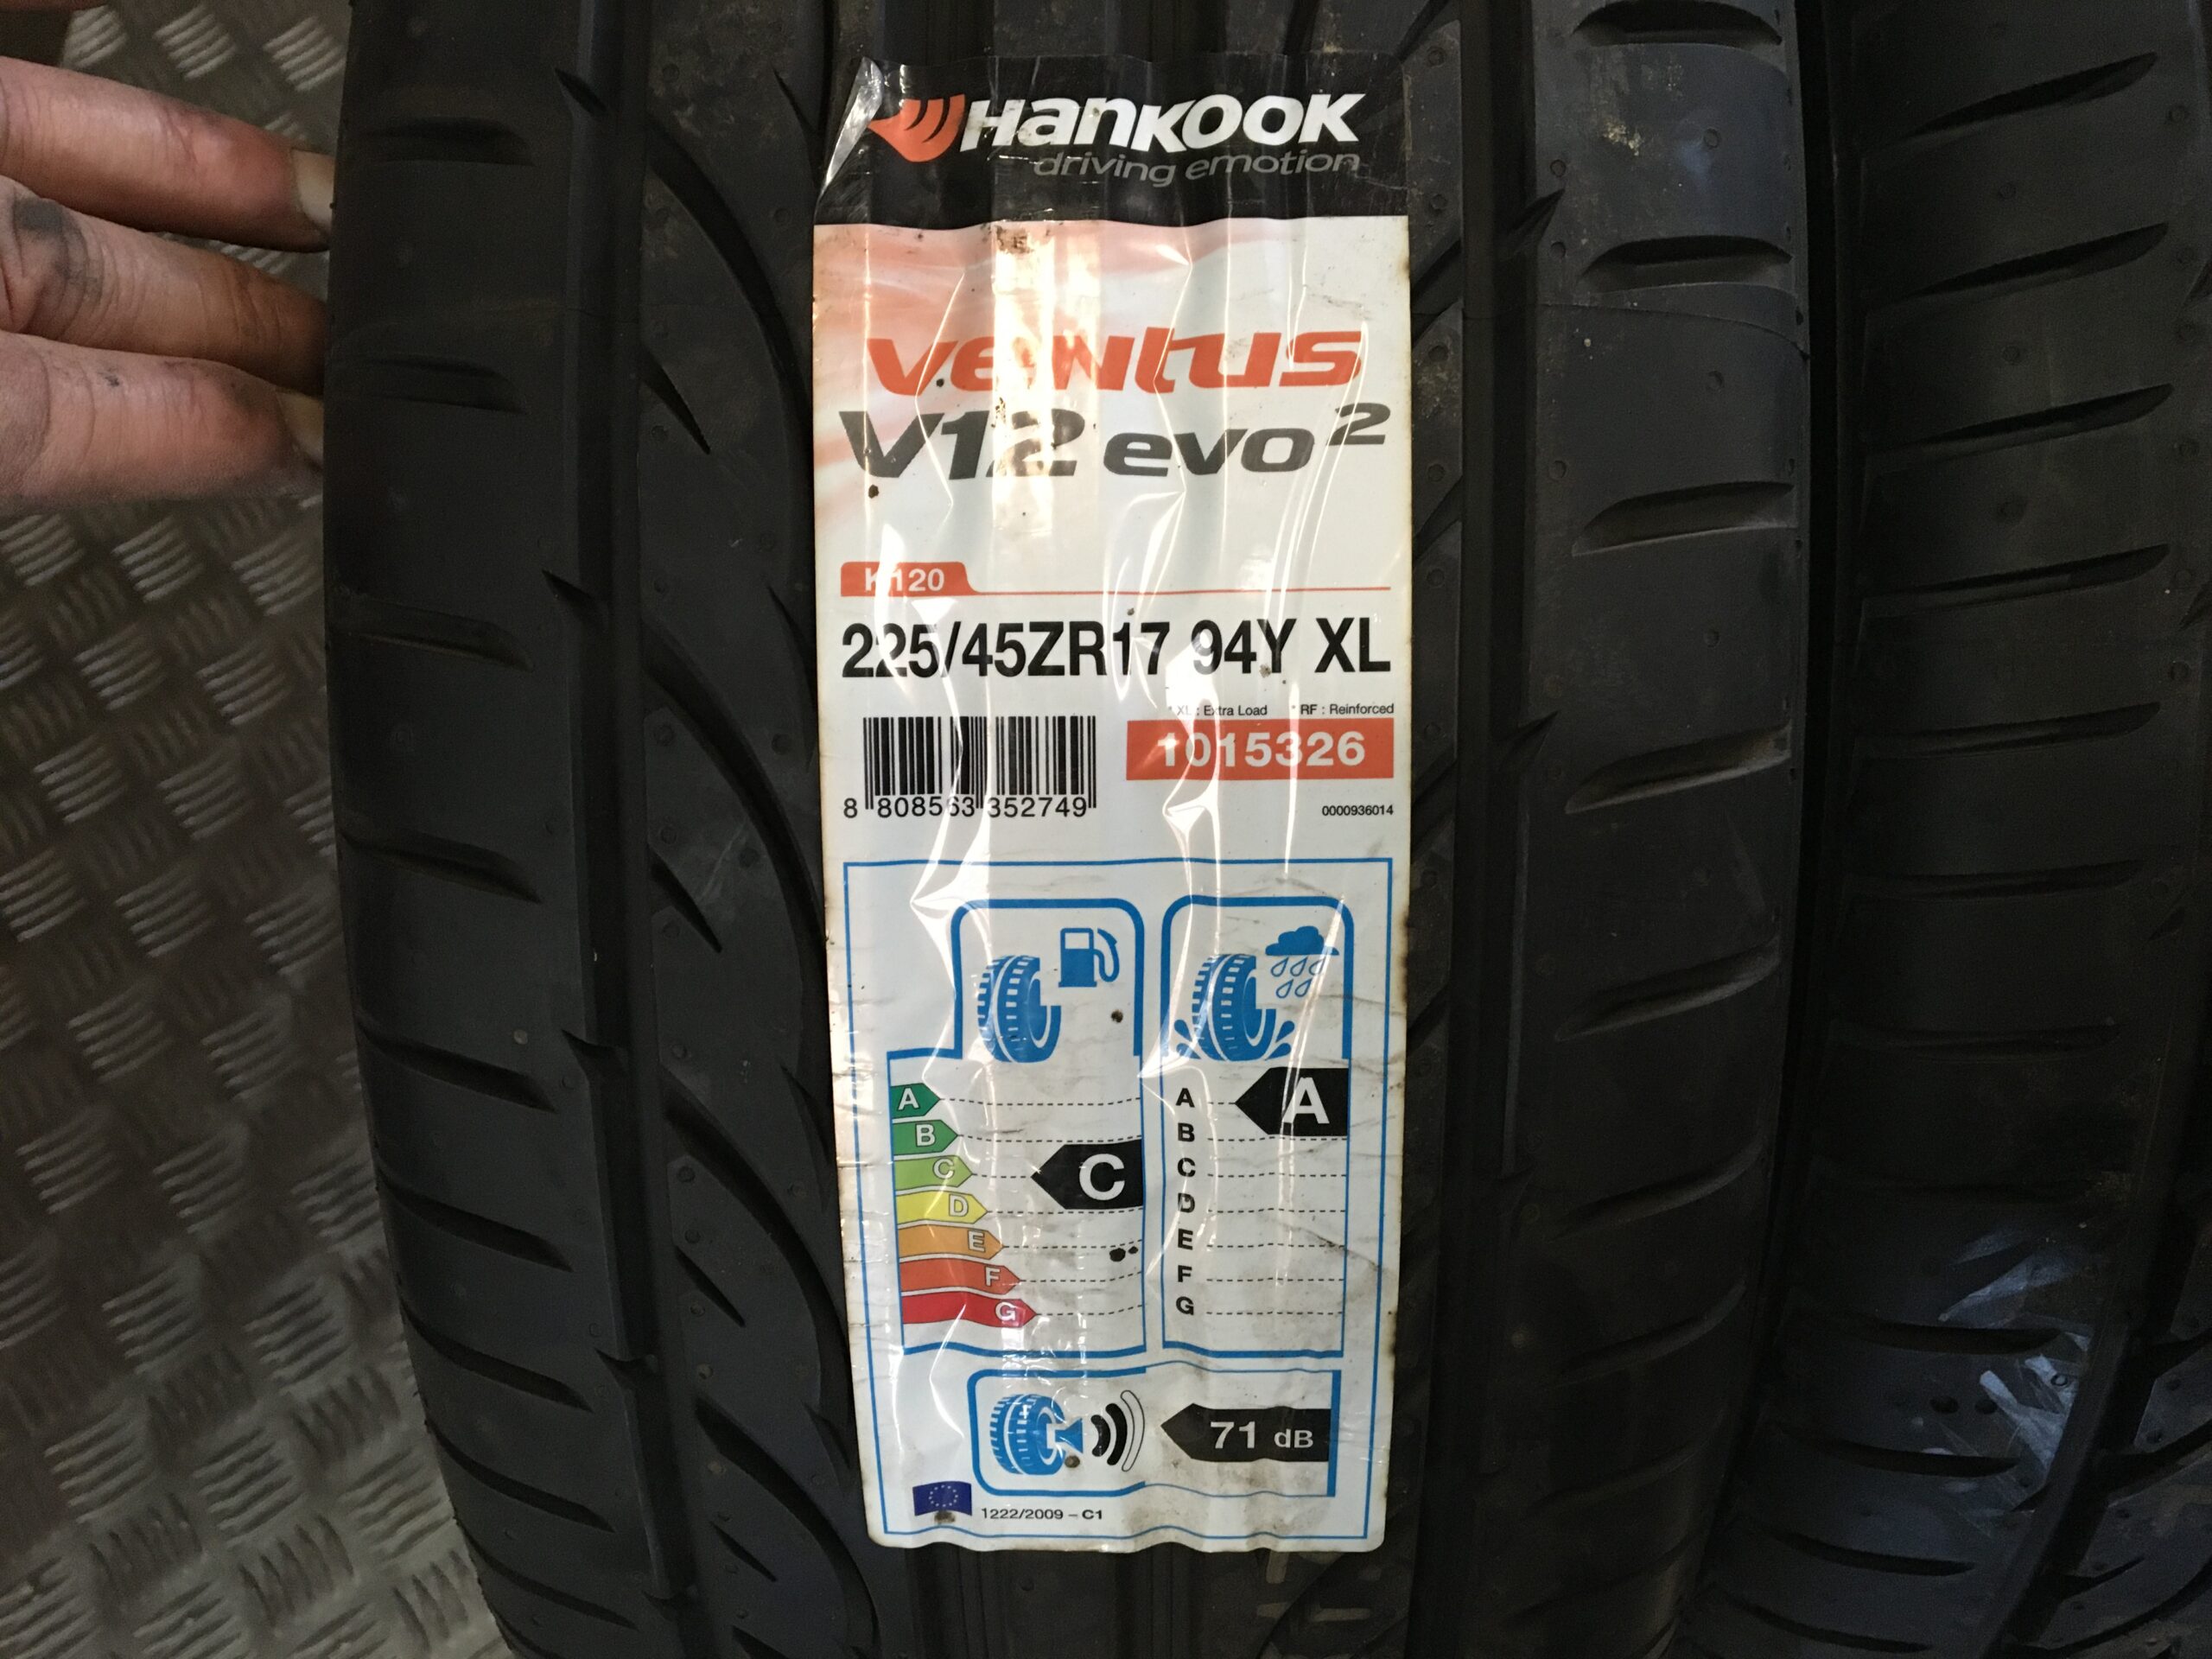 Hankook
driving emotion
ventus
V12 evo²
K120
225/45ZR17 94Y XL
* XL : Extra Load * RF : Reinforced
1015326
8 808563 352749
0000936014
A
B
C
D
E
F
G
C
A
B
C
D
E
F
G
A
71 dB
1222/2009 – C1